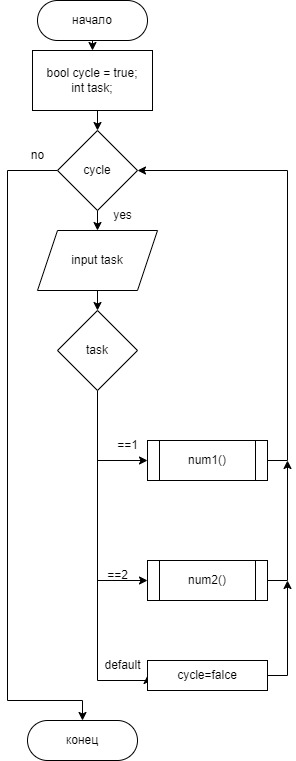 начало
bool cycle = true;
int task;
no
cycle
yes
input task
task
==1
num1()
==2
num2()
default
cycle=falce
конец